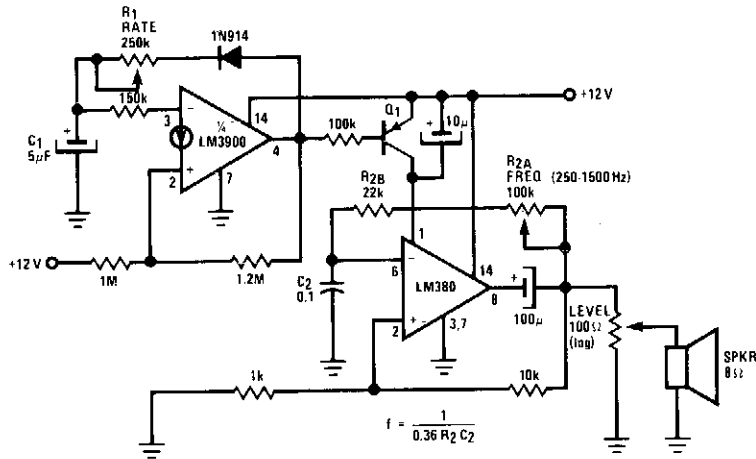 R1
RATE
250k
1N914
150k
C1
5μF
+
−
3
14
¼
LM3900
4
2
+
7
+12 V
1M
1.2M
100k
Q1
+
10μ
+12 V
R2B
22k
R2A
FREQ (250-1500 Hz)
100k
1
C2
0.1
6
−
14
LM380
8
2
+
3,7
+
100μ
LEVEL
100Ω
(log)
SPKR
8Ω
1k
10k
f = 1 / 0.36 R2 C2